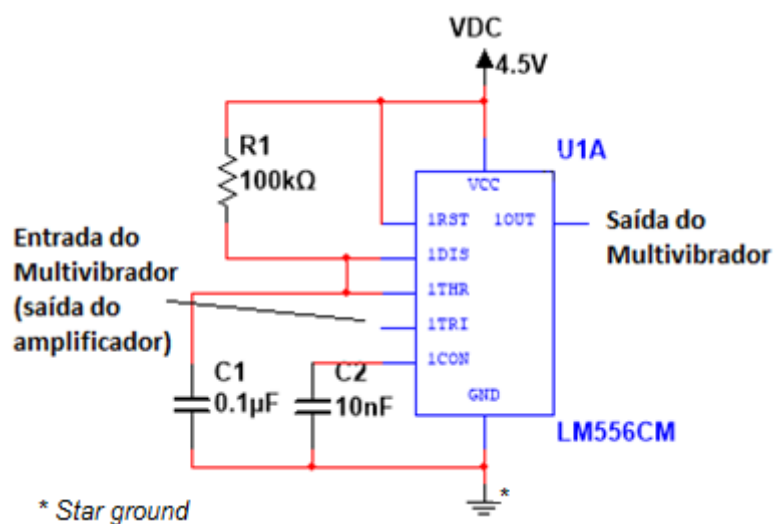 VDC
4.5V
R1
100kΩ
U1A
VCC
1RST
1OUT
1DIS
1THR
1TRI
1CON
GND
Saída do
Multivibrador
Entrada do
Multivibrador
(saída do
amplificador)
C1
0.1µF
C2
10nF
LM556CM
*
* Star ground